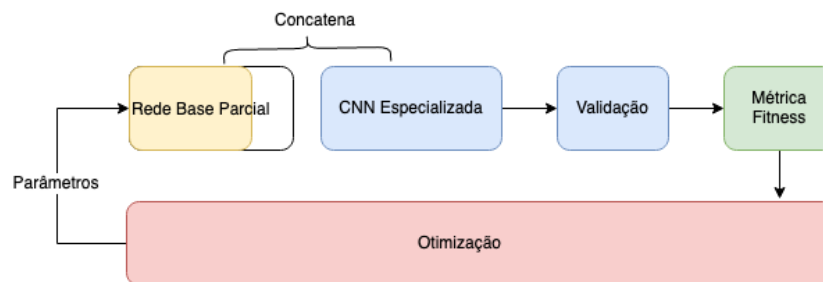 Concatena
Rede Base Parcial
CNN Especializada
Validação
Métrica
Fitness
Parâmetros
Otimização